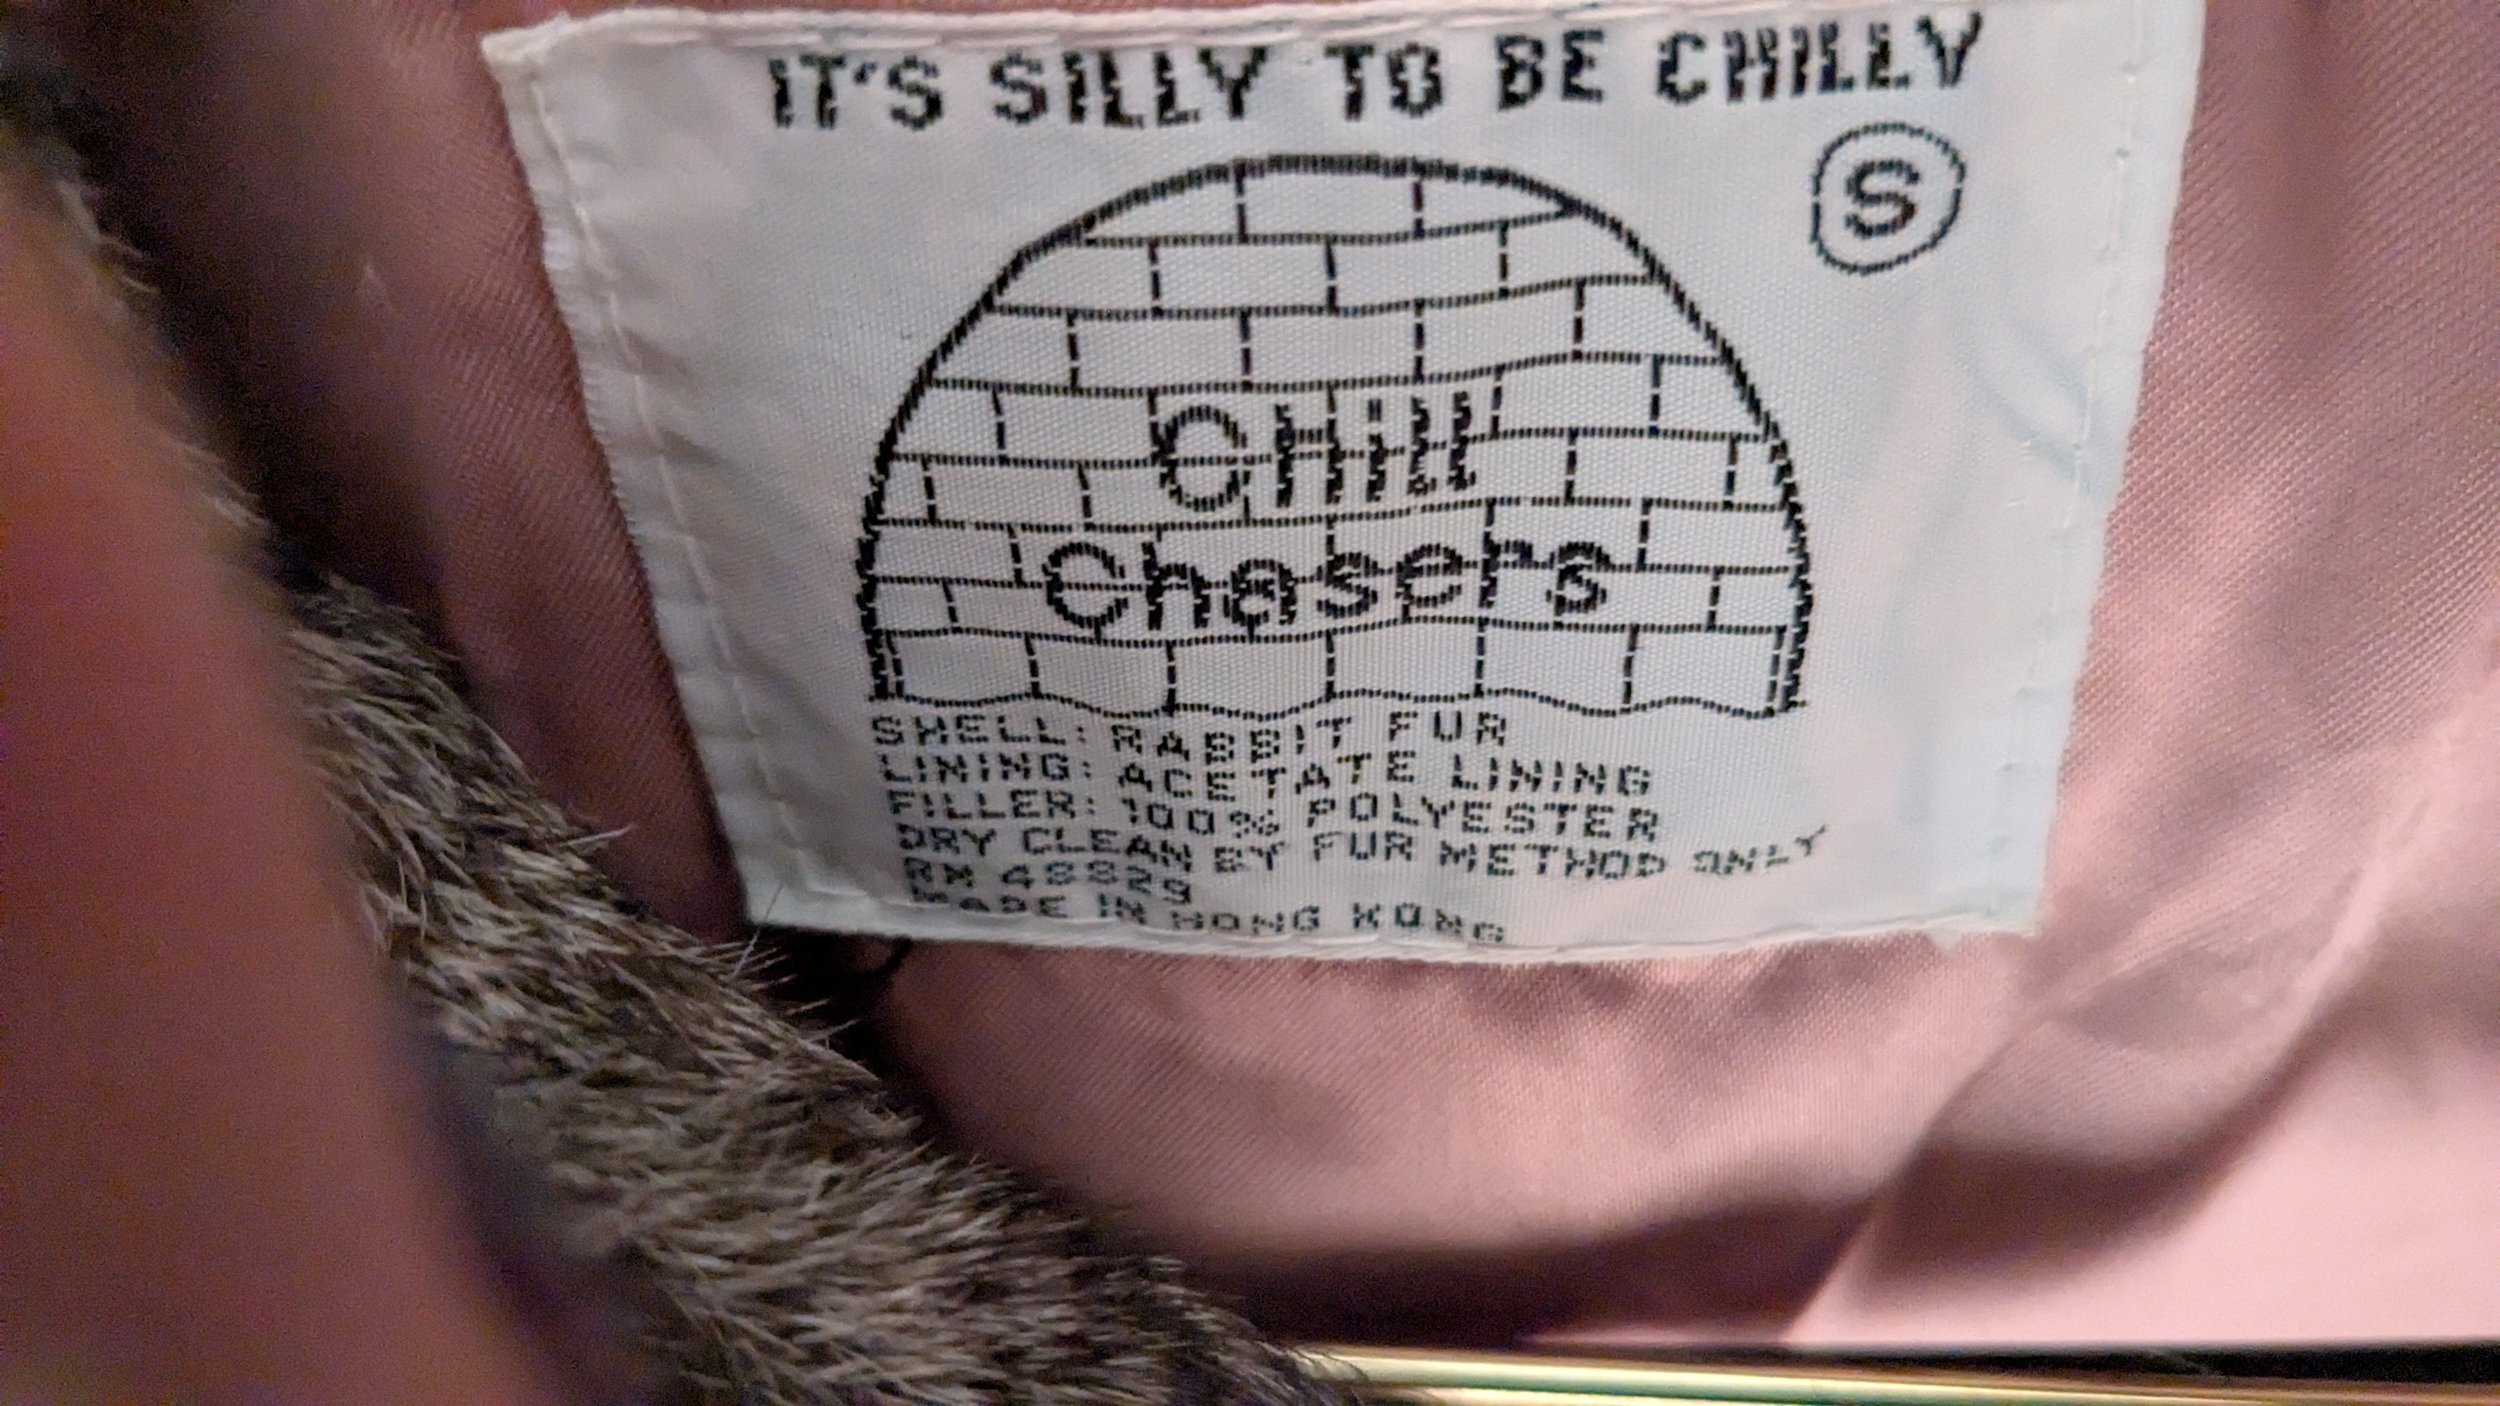 IT'S SILLY TO BE CHILLY
S
Chill
Chasers
SHELL: RABBIT FUR
LINING: ACETATE LINING
FILLER: 100% POLYESTER
DRY CLEAN BY FUR METHOD ONLY
RN
MADE IN HONG KONG